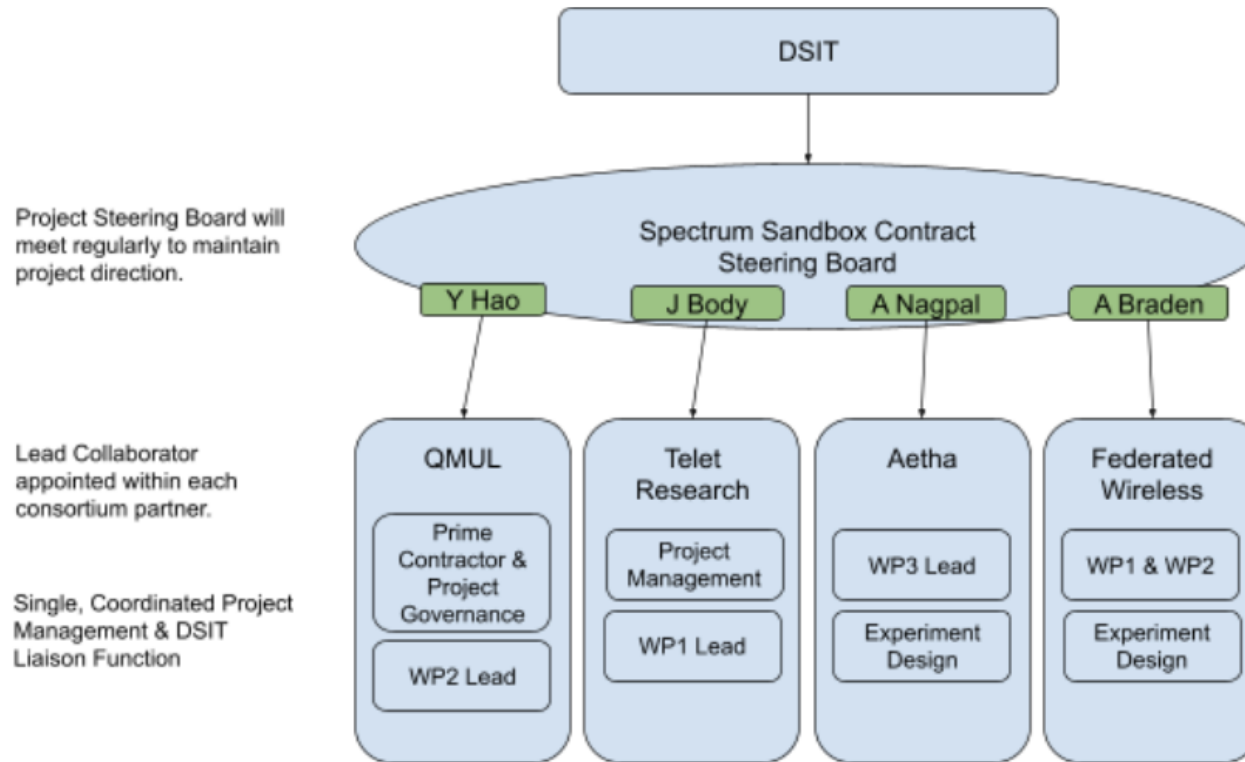 DSIT
Project Steering Board will
meet regularly to maintain
project direction.
Spectrum Sandbox Contract
Steering Board
Y Hao
J Body
A Nagpal
A Braden
Lead Collaborator
appointed within each
consortium partner.
Single, Coordinated Project
Management & DSIT
Liaison Function
QMUL
Prime
Contractor &
Project
Governance
WP2 Lead
Telet
Research
Project
Management
WP1 Lead
Aetha
WP3 Lead
Experiment
Design
Federated
Wireless
WP1 & WP2
Experiment
Design